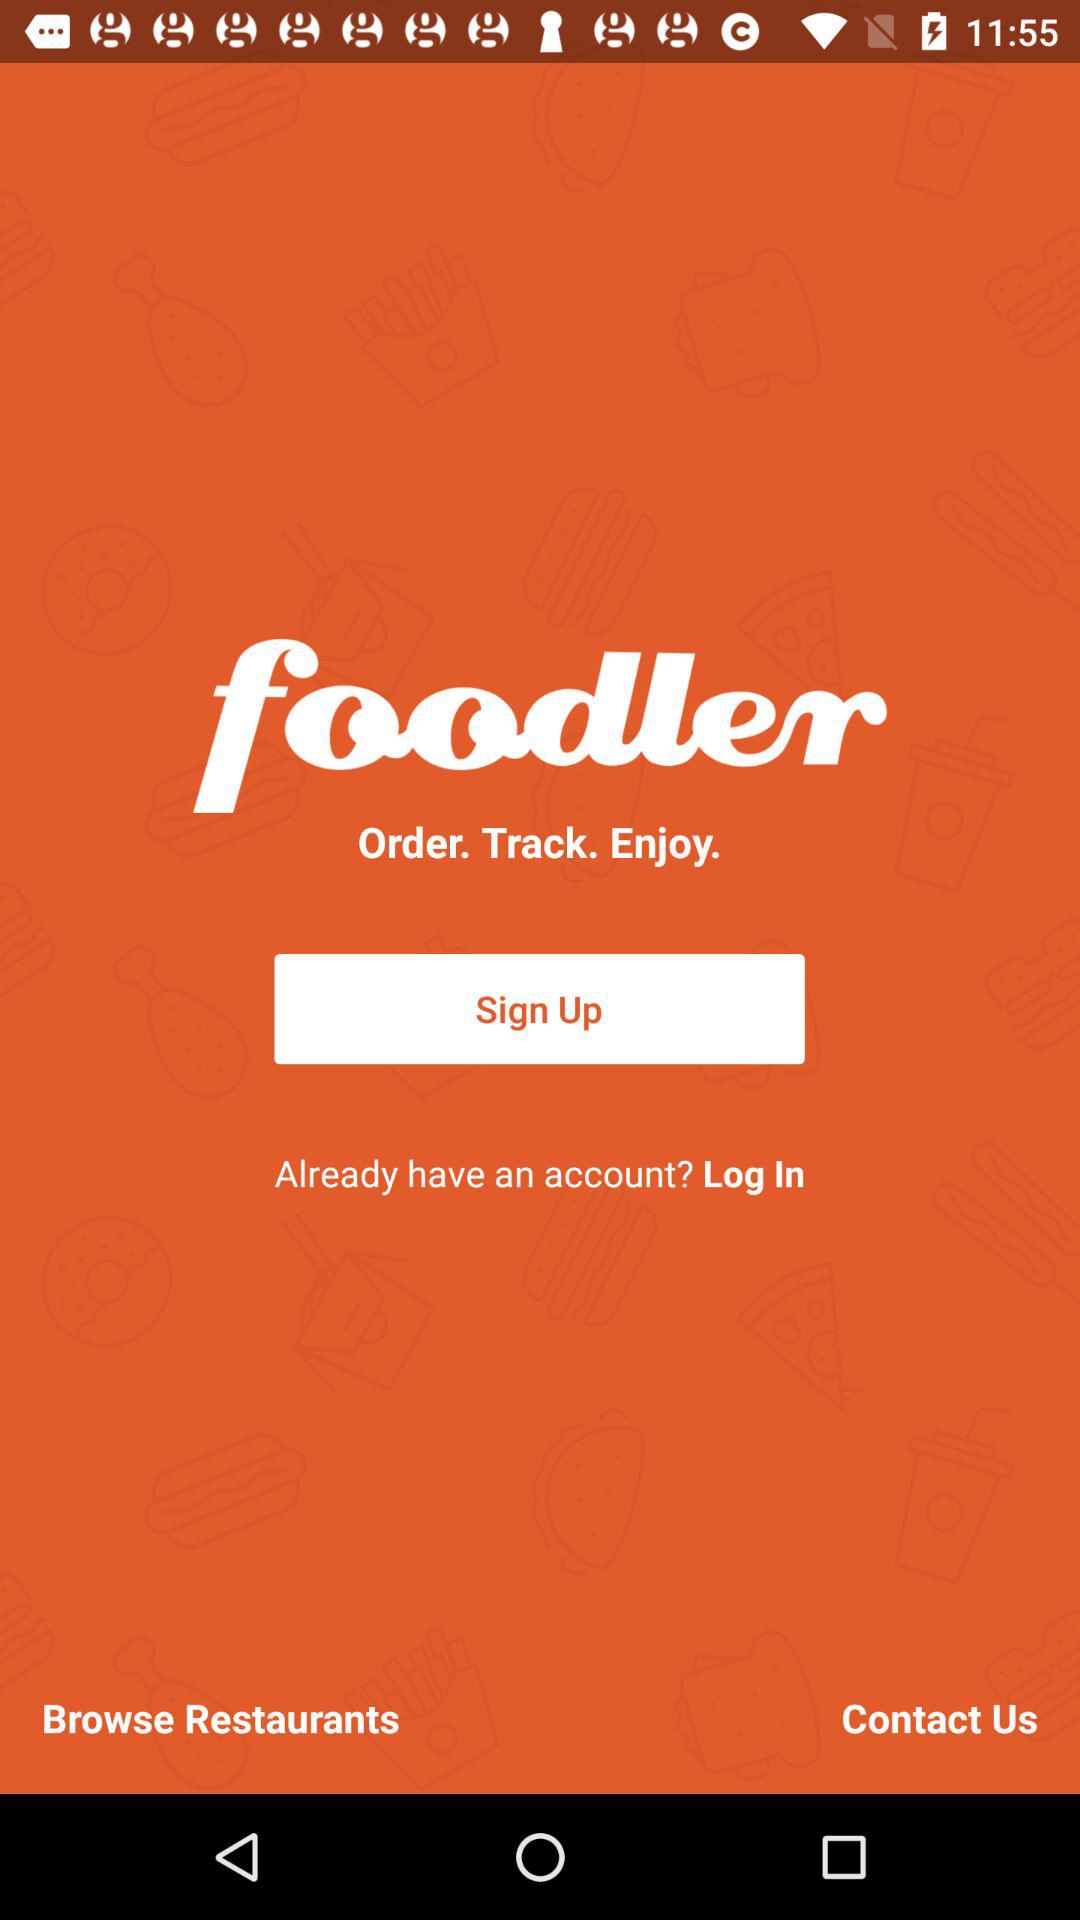 11:55
foodler
Order. Track. Enjoy.
Sign Up
Already have an account? Log In
Browse Restaurants
Contact Us